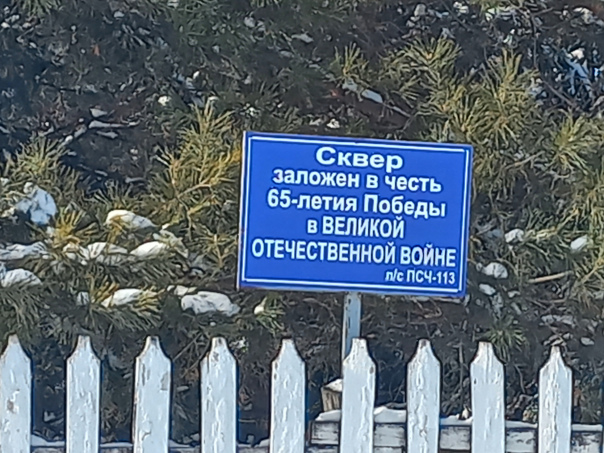 Сквер
заложен в честь
65-летия Победы
в ВЕЛИКОЙ
ОТЕЧЕСТВЕННОЙ ВОЙНЕ
л/с ПСЧ-113